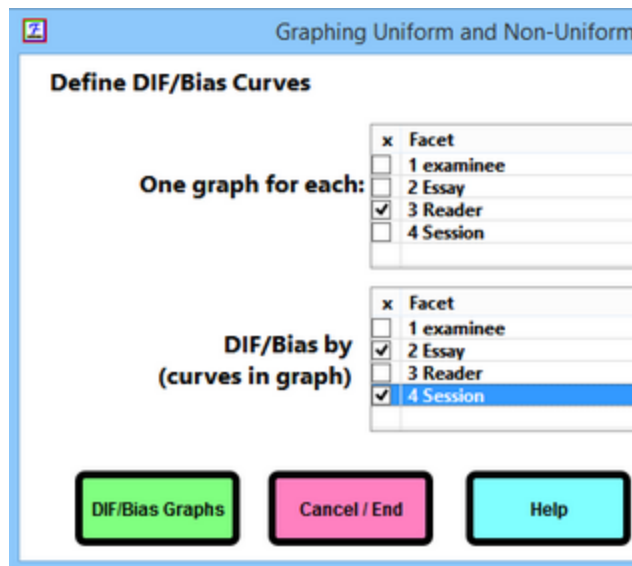 Graphing Uniform and Non-Uniform
Define DIF/Bias Curves
x Facet
1 examinee
One graph for each:
2 Essay
3 Reader
4 Session
x Facet
1 examinee
DIF/Bias by
2 Essay
(curves in graph)
3 Reader
4 Session
DIF/Bias Graphs
Cancel / End
Help